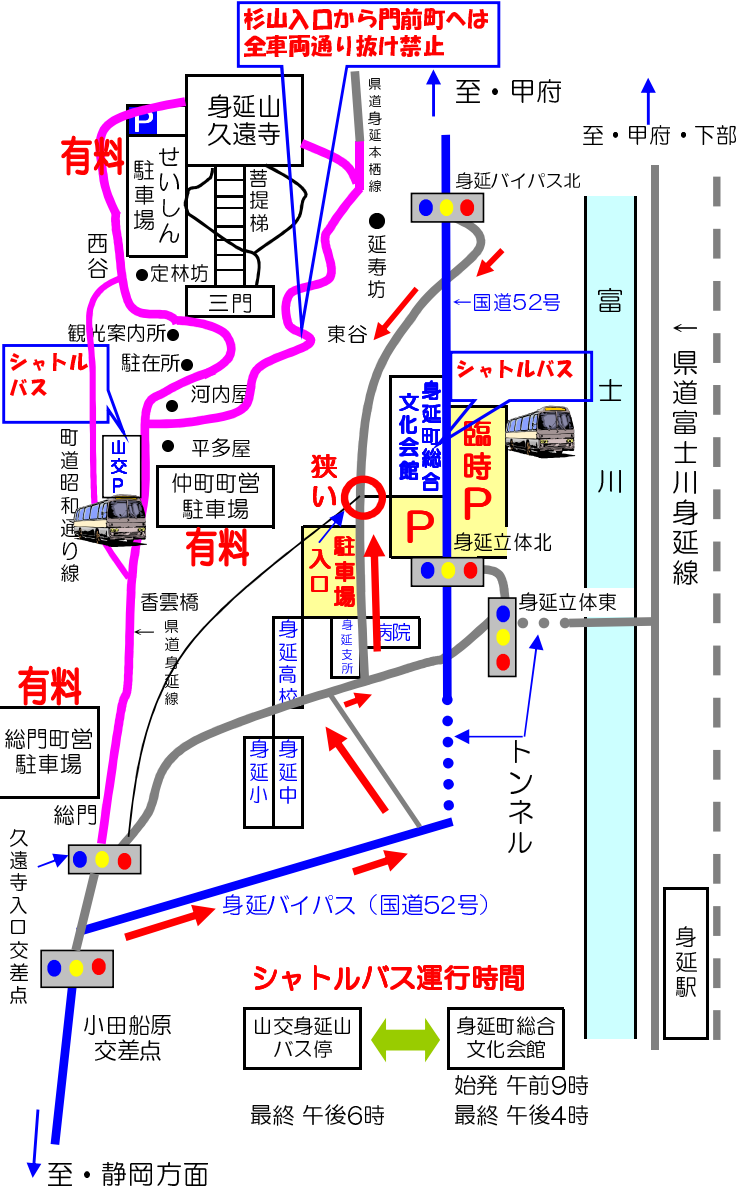 杉山入口から門前町へは
全車両通り抜け禁止
至・甲府
至・甲府・下部
身延山
久遠寺
P
有料
せいしん
駐車場
菩提梯
県道身延本栖線
身延バイパス北
延寿坊
西谷
定林坊
三門
←国道52号
富士川
←県道富士川身延線
観光案内所
東谷
シャトル
バス
駐在所
シャトルバス
河内屋
身延町総合
文化会館
町道昭和通り線
山交P
平多屋
臨時P
仲町町営
駐車場
狭い
有料
P
駐車場
入口
身延立体北
香雲橋
身延立体東
←県道身延線
身延高校
身延支所
病院
有料
総門町営
駐車場
身延小
身延中
トンネル
総門
久遠寺入口交差点
身延バイパス（国道52号）
身延駅
シャトルバス運行時間
小田船原
交差点
山交身延山
バス停
身延町総合
文化会館
始発 午前9時
最終 午後6時
最終 午後4時
至・静岡方面